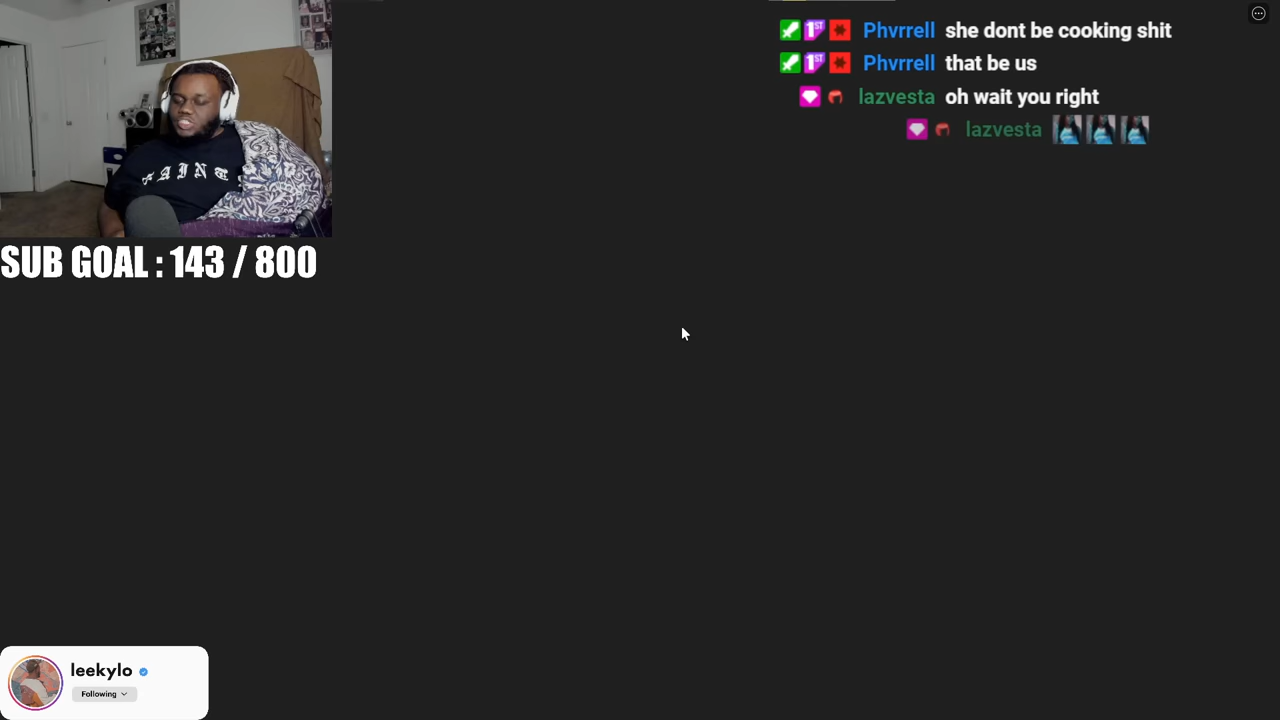 Phvrrell she dont be cooking shit
Phvrrell that be us
lazvesta oh wait you right
lazvesta
SUB GOAL : 143 / 800
leekylo
Following